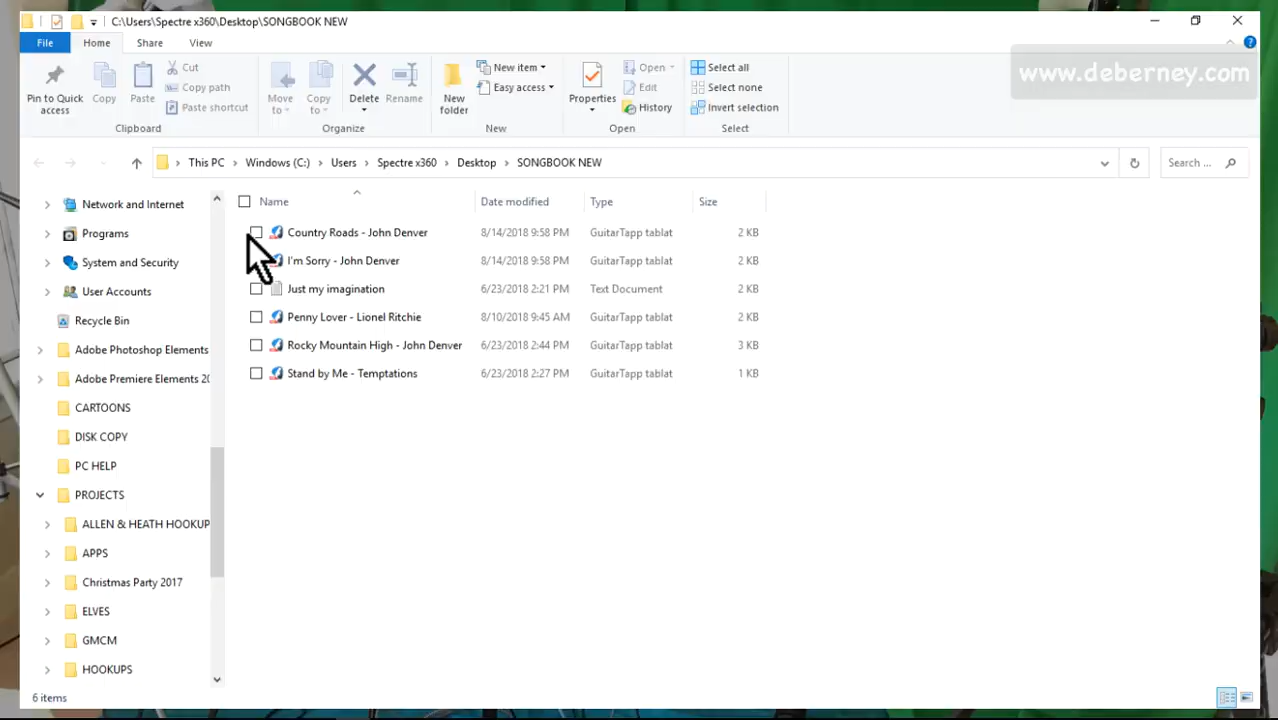 C:\Users\Spectre x360\Desktop\SONGBOOK NEW
File Home Share View
www.deberney.com
Pin to Quick access
Copy
Paste
Cut
Copy path
Paste shortcut
Clipboard
Move to
Copy to
Delete
Rename
Organize
New folder
New item
Easy access
New
Properties
Open
Edit
History
Open
Select all
Select none
Invert selection
Select
This PC > Windows (C:) > Users > Spectre x360 > Desktop > SONGBOOK NEW
Search ...
Name Date modified Type Size
Country Roads - John Denver 8/14/2018 9:58 PM GuitarTapp tablat 2 KB
I'm Sorry - John Denver 8/14/2018 9:58 PM GuitarTapp tablat 2 KB
Just my imagination 6/23/2018 2:21 PM Text Document 2 KB
Penny Lover - Lionel Ritchie 8/10/2018 9:45 AM GuitarTapp tablat 2 KB
Rocky Mountain High - John Denver 6/23/2018 2:44 PM GuitarTapp tablat 3 KB
Stand by Me - Temptations 6/23/2018 2:27 PM GuitarTapp tablat 1 KB
Network and Internet
Programs
System and Security
User Accounts
Recycle Bin
Adobe Photoshop Elements
Adobe Premiere Elements 20
CARTOONS
DISK COPY
PC HELP
PROJECTS
ALLEN & HEATH HOOKUP
APPS
Christmas Party 2017
ELVES
GMCM
HOOKUPS
6 items